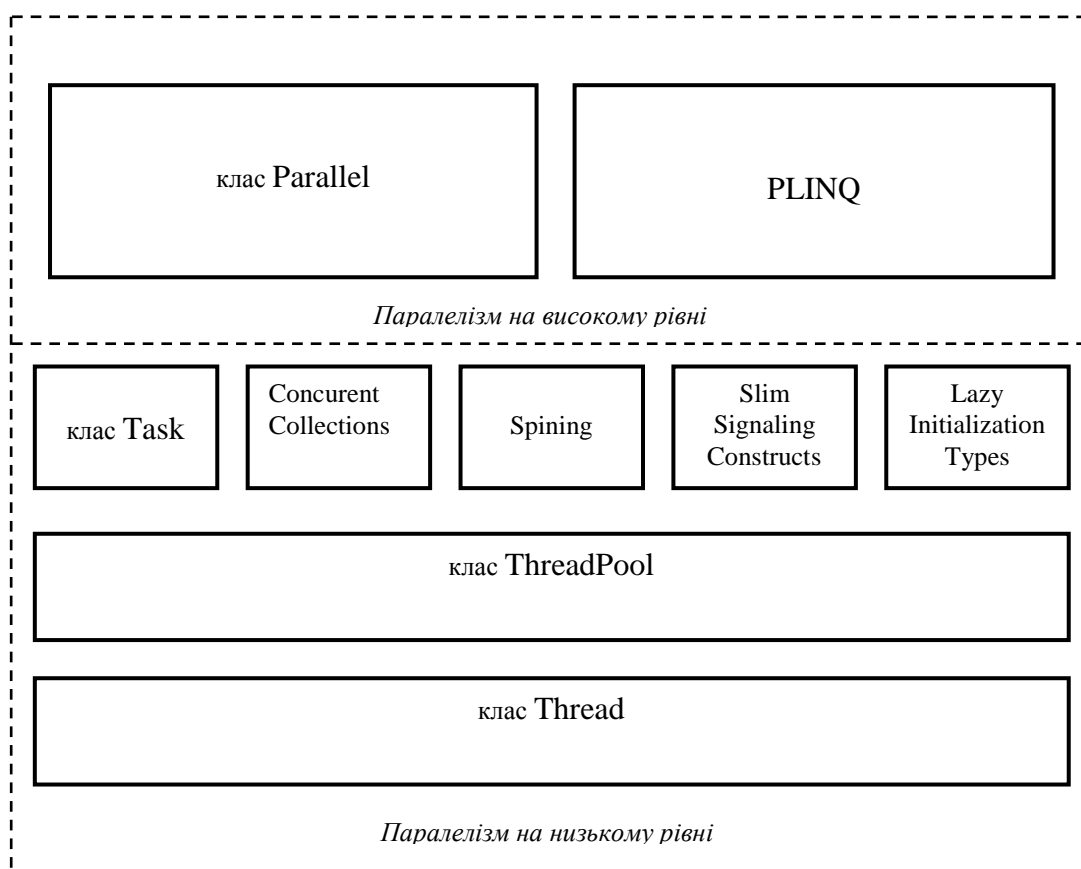 клас Parallel
PLINQ
Паралелізм на високому рівні
клас Task
Concurent
Collections
Spining
Slim
Signaling
Constructs
Lazy
Initialization
Types
клас ThreadPool
клас Thread
Паралелізм на низькому рівні